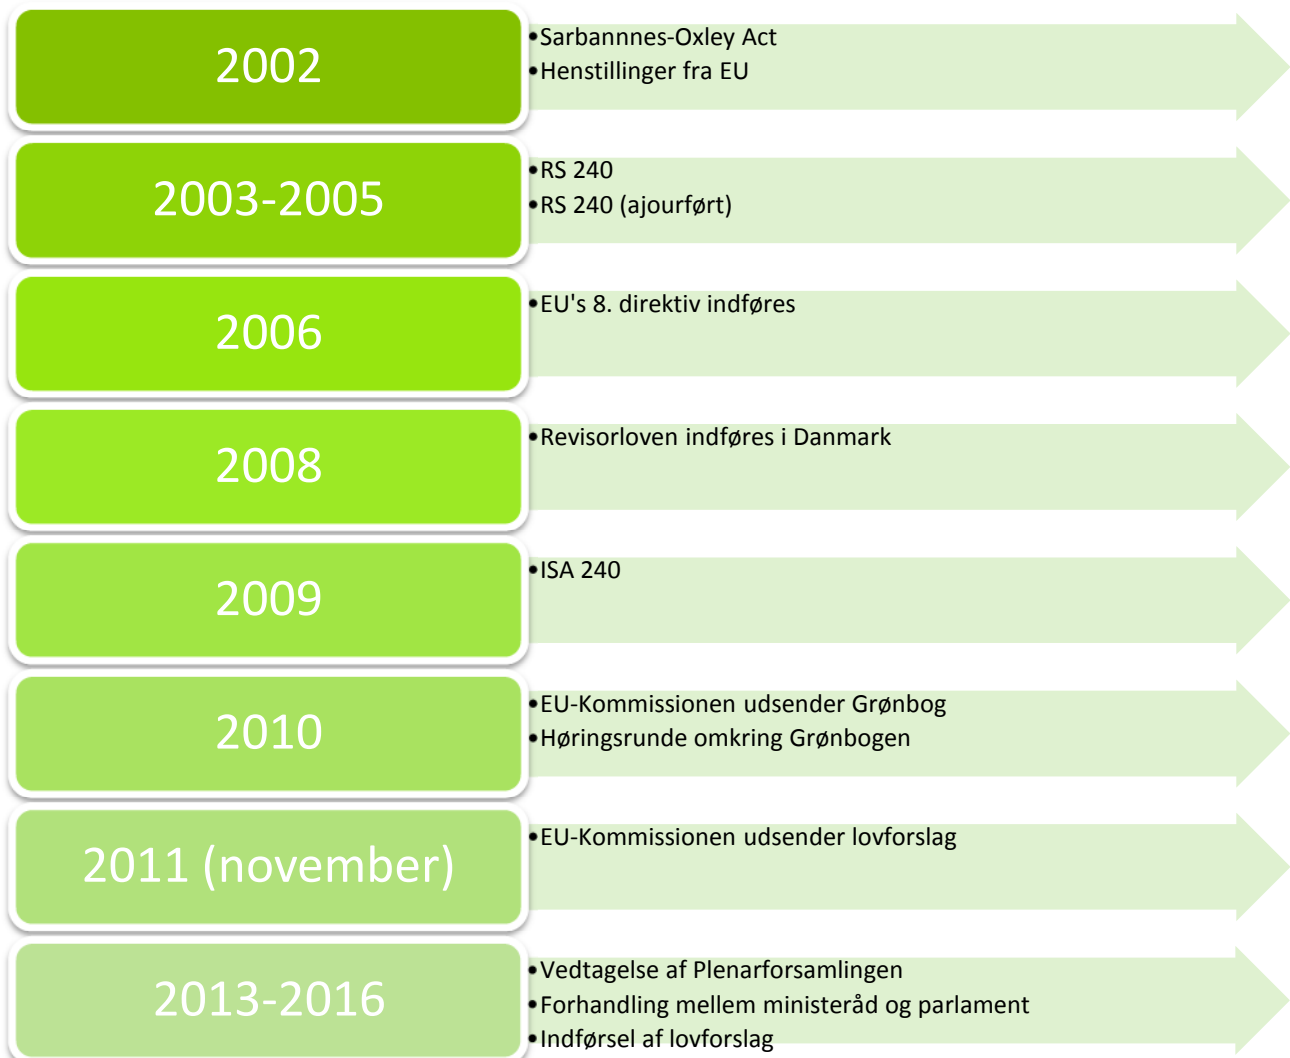 2002
•Sarbannnes-Oxley Act
•Henstillinger fra EU
2003-2005
•RS 240
•RS 240 (ajourført)
2006
•EU's 8. direktiv indføres
2008
•Revisorloven indføres i Danmark
2009
•ISA 240
2010
•EU-Kommissionen udsender Grønbog
•Høringsrunde omkring Grønbogen
2011 (november)
•EU-Kommissionen udsender lovforslag
2013-2016
•Vedtagelse af Plenarforsamlingen
•Forhandling mellem ministeråd og parlament
•Indførsel af lovforslag